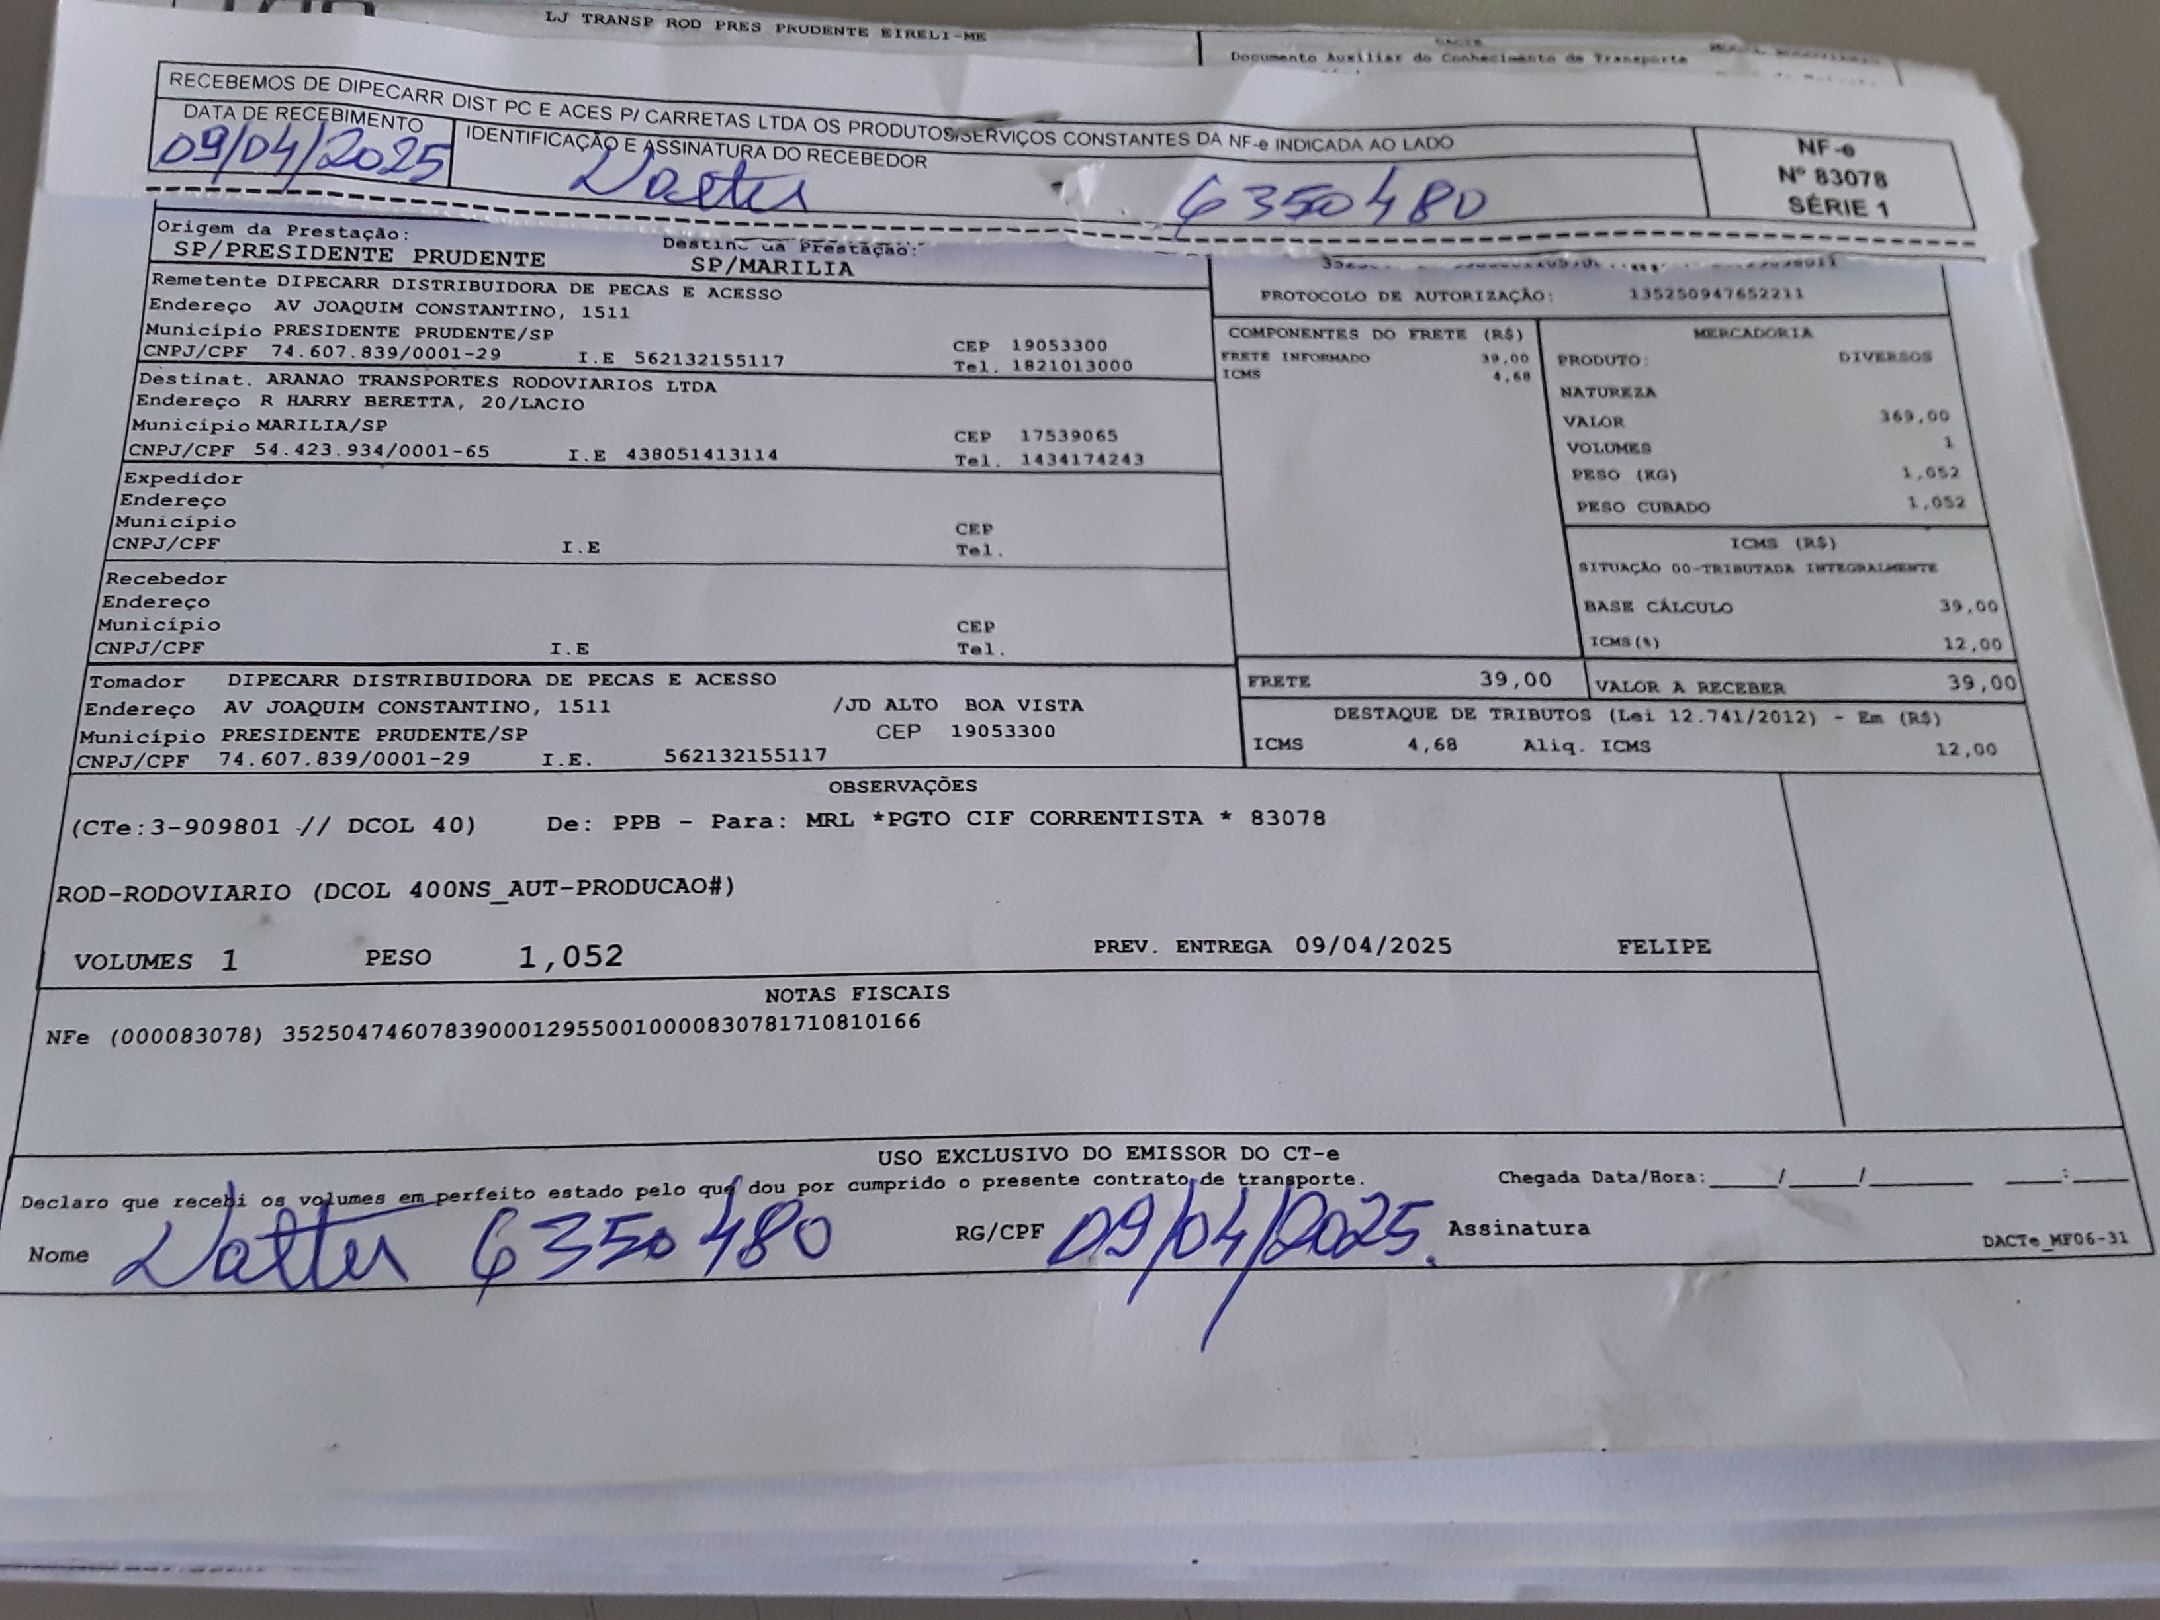 LJ TRANSP ROD PRES PRUDENTE EIRELI-ME
Documento Auxiliar do Conhecimento de Transporte
RECEBEMOS DE DIPECARR DIST PC E ACES P/ CARRETAS LTDA OS PRODUTOS/SERVIÇOS CONSTANTES DA NF-e INDICADA AO LADO
DATA DE RECEBIMENTO
IDENTIFICAÇÃO E ASSINATURA DO RECEBEDOR
NF-e
Nº 83078
SÉRIE 1
09/04/2025
6350480
Origem da Prestação:
SP/PRESIDENTE PRUDENTE
Prestação:
SP/MARILIA
PROTOCOLO DE AUTORIZAÇÃO: 135250947652211
Remetente DIPECARR DISTRIBUIDORA DE PECAS E ACESSO
Endereço AV JOAQUIM CONSTANTINO, 1511
Município PRESIDENTE PRUDENTE/SP CEP 19053300
CNPJ/CPF 74.607.839/0001-29 I.E 562132155117 Tel. 1821013000
Destinat. ARANAO TRANSPORTES RODOVIARIOS LTDA
Endereço R HARRY BERETTA, 20/LACIO
Município MARILIA/SP CEP 17539065
CNPJ/CPF 54.423.934/0001-65 I.E 438051413114 Tel. 1434174243
Expedidor
Endereço
Município CEP
CNPJ/CPF I.E Tel.
Recebedor
Endereço
Município CEP
CNPJ/CPF I.E Tel.
Tomador DIPECARR DISTRIBUIDORA DE PECAS E ACESSO
Endereço AV JOAQUIM CONSTANTINO, 1511 /JD ALTO BOA VISTA
Município PRESIDENTE PRUDENTE/SP CEP 19053300
CNPJ/CPF 74.607.839/0001-29 I.E. 562132155117
COMPONENTES DO FRETE (R$)
FRETE INFORMADO 39,00
ICMS 4,68
MERCADORIA
PRODUTO: DIVERSOS
NATUREZA
VALOR 369,00
VOLUMES 1
PESO (KG) 1,052
PESO CUBADO 1,052
ICMS (R$)
SITUAÇÃO 00-TRIBUTADA INTEGRALMENTE
BASE CÁLCULO 39,00
ICMS(%) 12,00
FRETE 39,00 VALOR A RECEBER 39,00
DESTAQUE DE TRIBUTOS (Lei 12.741/2012) - Em (R$)
ICMS 4,68 Aliq. ICMS 12,00
OBSERVAÇÕES
(CTe:3-909801 // DCOL 40) De: PPB - Para: MRL *PGTO CIF CORRENTISTA * 83078
ROD-RODOVIARIO (DCOL 400NS_AUT-PRODUCAO#)
VOLUMES 1 PESO 1,052 PREV. ENTREGA 09/04/2025 FELIPE
NOTAS FISCAIS
NFe (000083078) 35250474607839000129550010000830781710810166
USO EXCLUSIVO DO EMISSOR DO CT-e
Declaro que recebi os volumes em perfeito estado pelo que dou por cumprido o presente contrato de transporte. Chegada Data/Hora:____/____/______ ____:____
Nome 6350480 RG/CPF 09/04/2025. Assinatura
DACTe_MF06-31